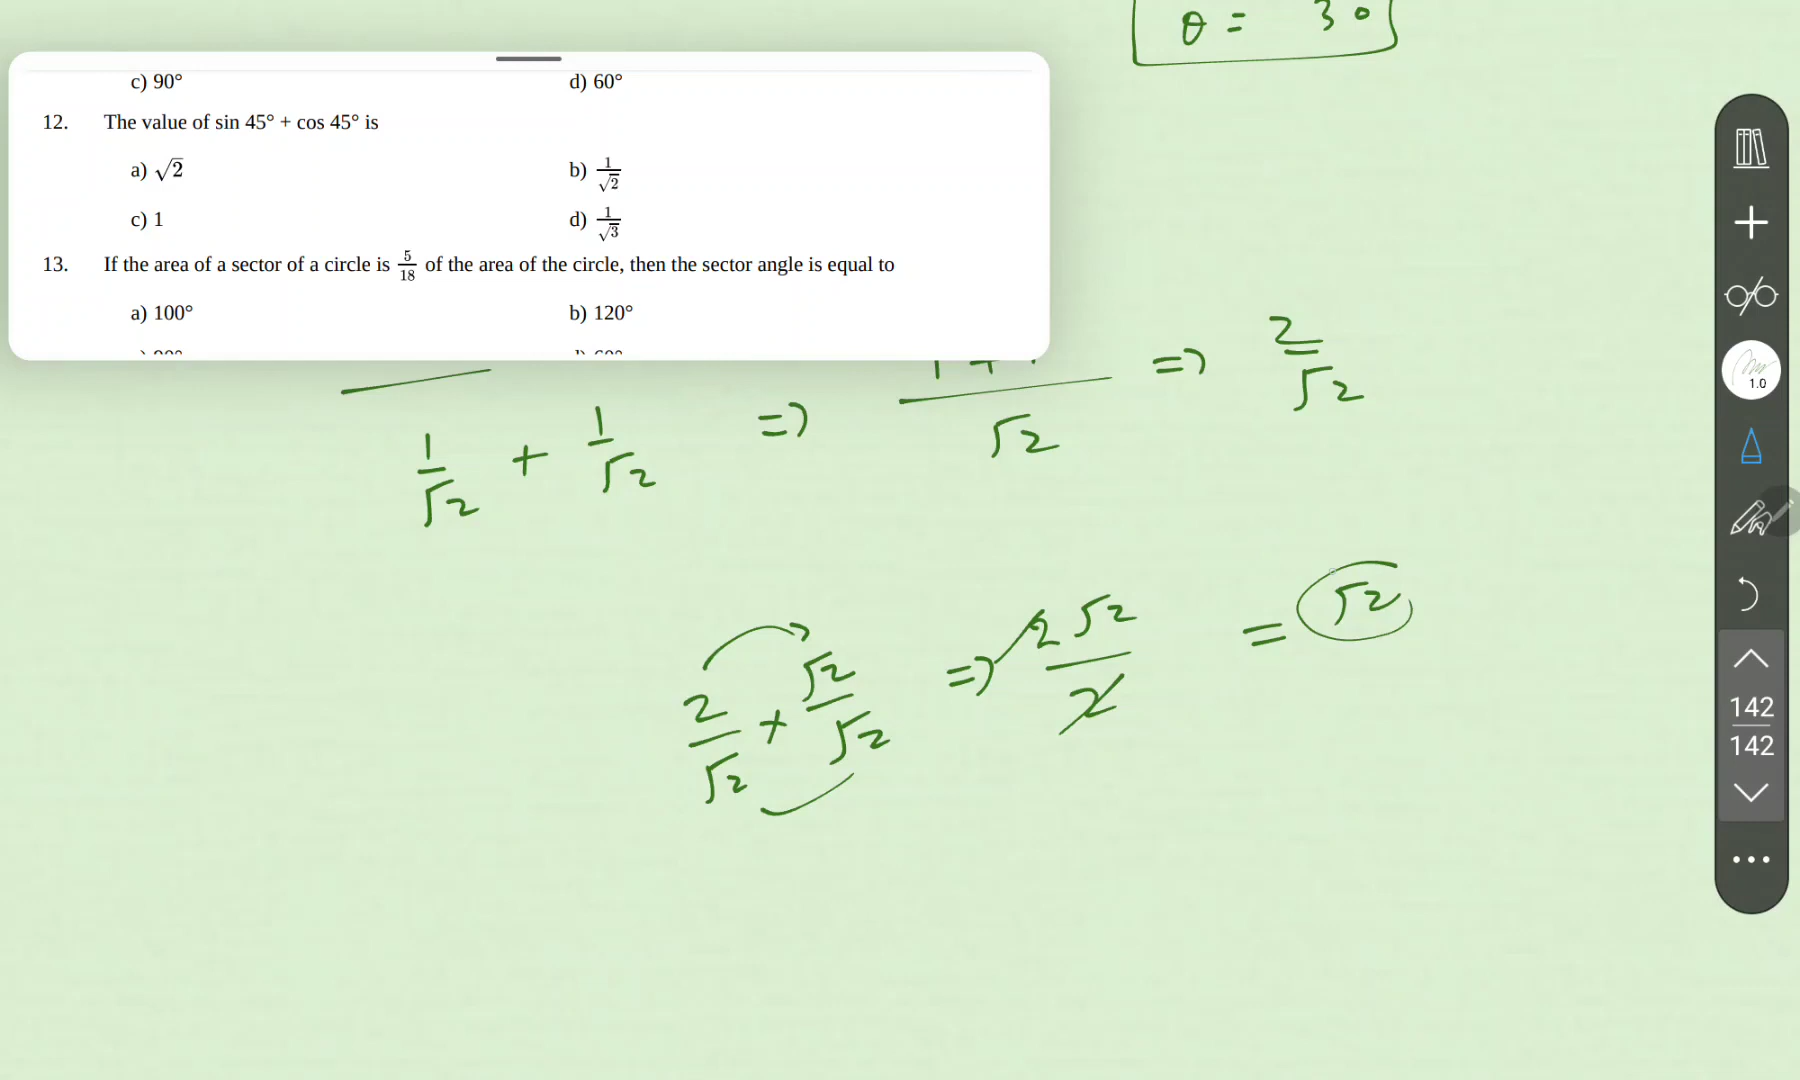 θ = 30
c) 90° d) 60°
12. The value of sin 45° + cos 45° is
a) √2 b) 1/√2
c) 1 d) 1/√3
13. If the area of a sector of a circle is 5/18 of the area of the circle, then the sector angle is equal to
a) 100° b) 120°
1/√2 + 1/√2 => 1 + 1/√2 => 2/√2
2/√2 × √2/√2 => 2√2/2 = √2
1.0
142
142